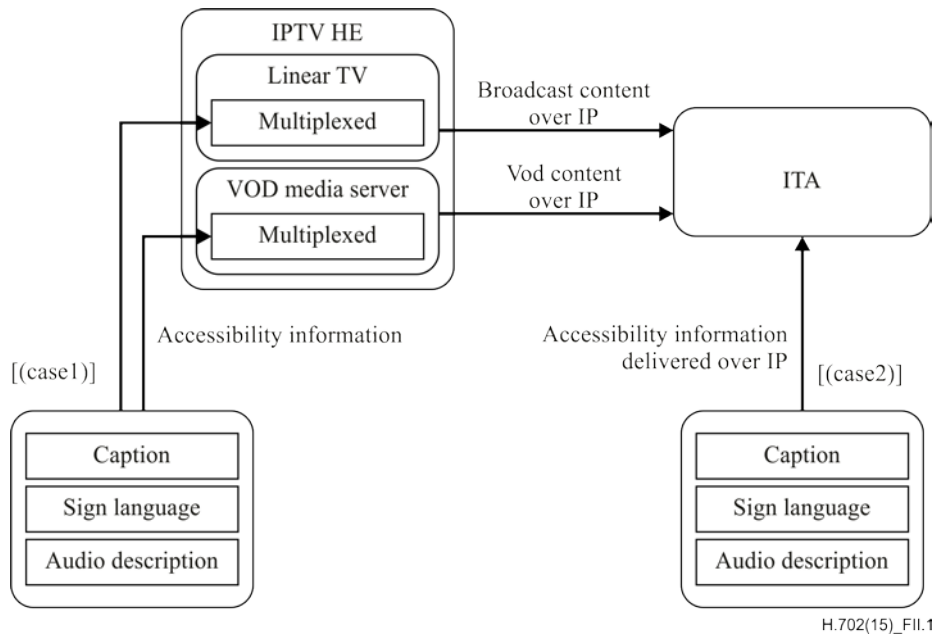 IPTV HE
Linear TV
Multiplexed
VOD media server
Multiplexed
Broadcast content
over IP
Vod content
over IP
ITA
Accessibility information
[(case1)]
Accessibility information
delivered over IP
[(case2)]
Caption
Sign language
Audio description
Caption
Sign language
Audio description
H.702(15)_FII.1